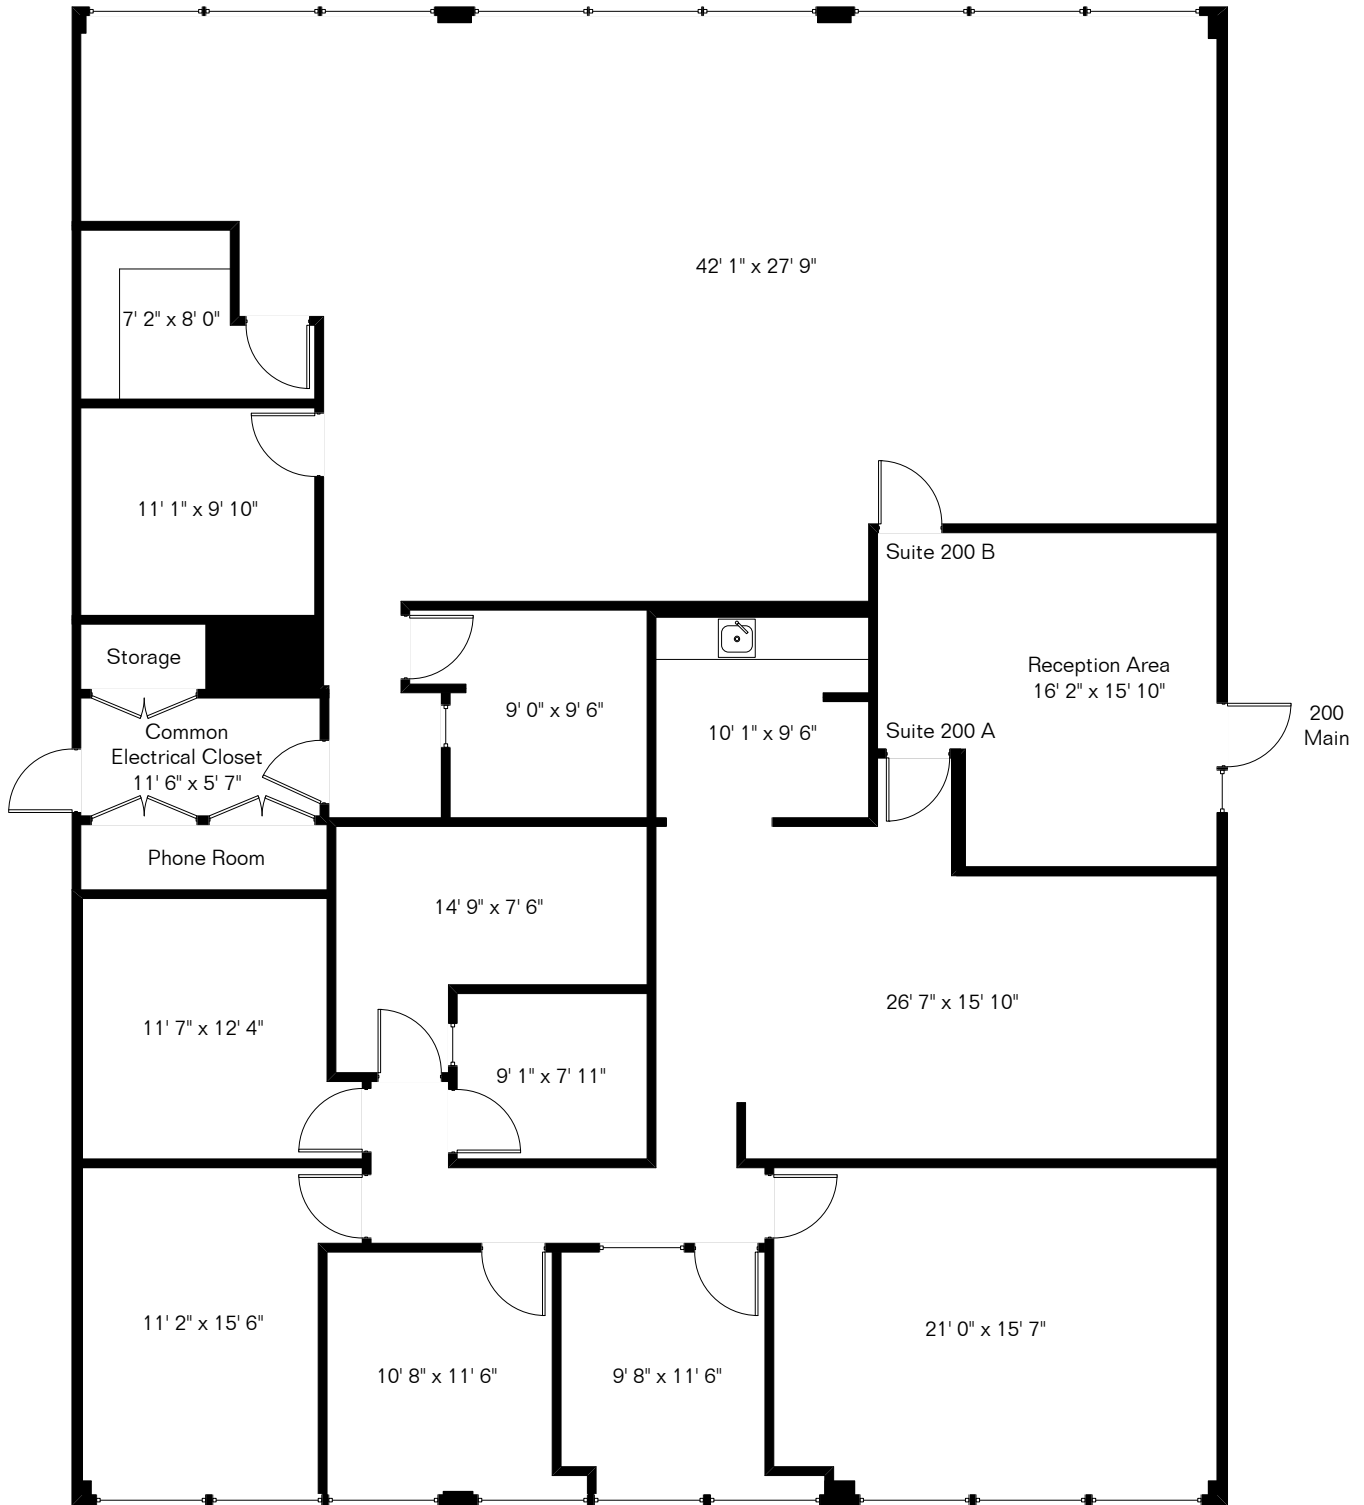 42' 1" x 27' 9"
7' 2" x 8' 0"
11' 1" x 9' 10"
Suite 200 B
Storage
Reception Area
16' 2" x 15' 10"
9' 0" x 9' 6"
200
Main
Common
Electrical Closet
11' 6" x 5' 7"
10' 1" x 9' 6"
Suite 200 A
Phone Room
14' 9" x 7' 6"
26' 7" x 15' 10"
11' 7" x 12' 4"
9' 1" x 7' 11"
11' 2" x 15' 6"
21' 0" x 15' 7"
10' 8" x 11' 6"
9' 8" x 11' 6"